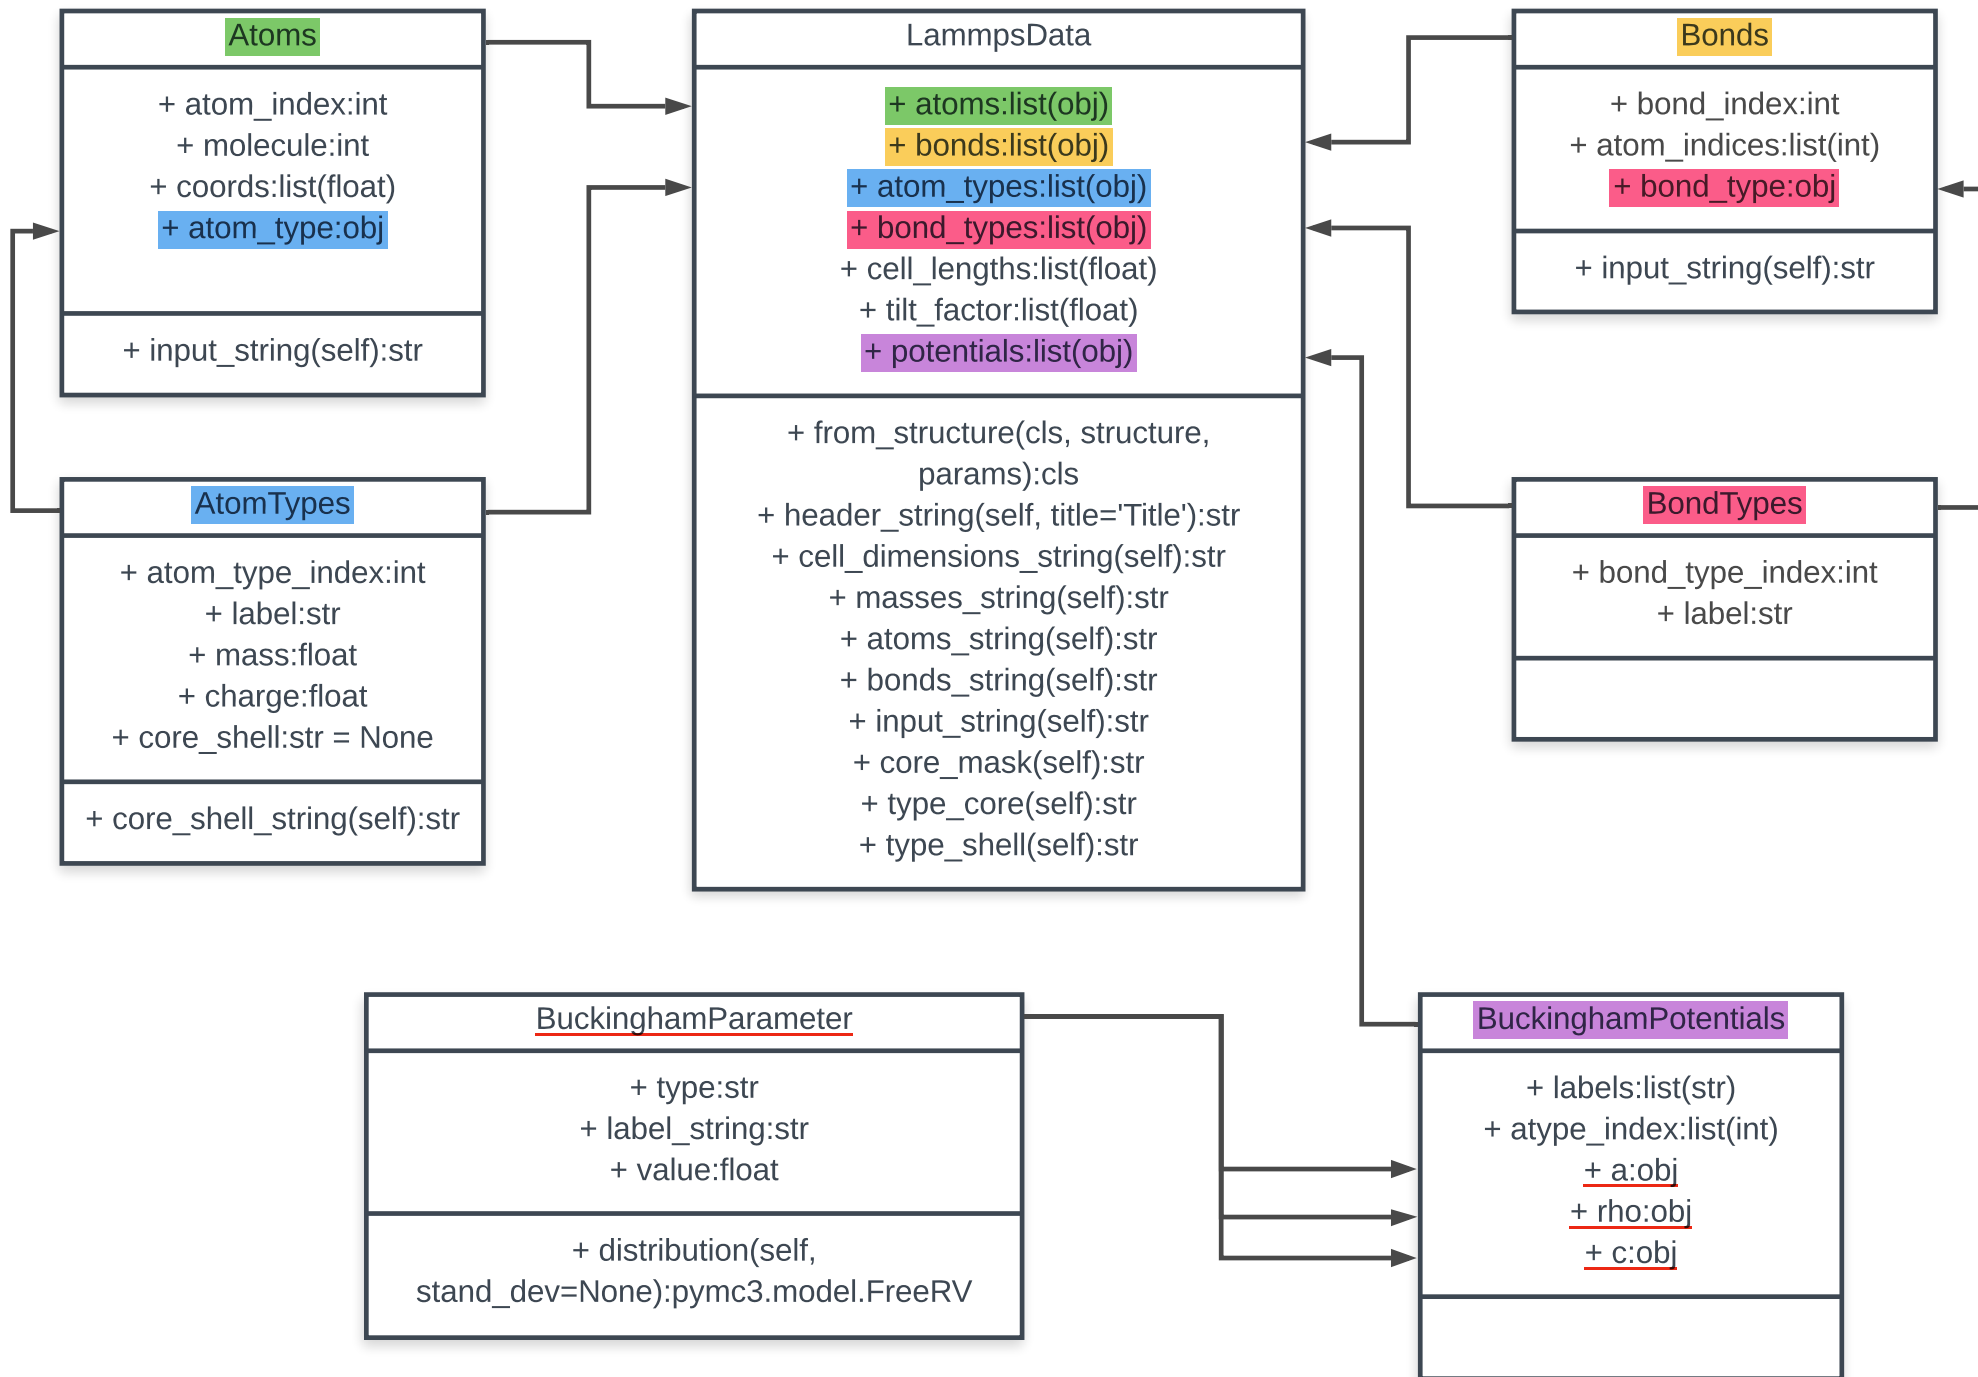 Atoms
+ atom_index:int
+ molecule:int
+ coords:list(float)
+ atom_type:obj
+ input_string(self):str
LammpsData
+ atoms:list(obj)
+ bonds:list(obj)
+ atom_types:list(obj)
+ bond_types:list(obj)
+ cell_lengths:list(float)
+ tilt_factor:list(float)
+ potentials:list(obj)
+ from_structure(cls, structure,
params):cls
+ header_string(self, title='Title'):str
+ cell_dimensions_string(self):str
+ masses_string(self):str
+ atoms_string(self):str
+ bonds_string(self):str
+ input_string(self):str
+ core_mask(self):str
+ type_core(self):str
+ type_shell(self):str
Bonds
+ bond_index:int
+ atom_indices:list(int)
+ bond_type:obj
+ input_string(self):str
AtomTypes
+ atom_type_index:int
+ label:str
+ mass:float
+ charge:float
+ core_shell:str = None
+ core_shell_string(self):str
BondTypes
+ bond_type_index:int
+ label:str
BuckinghamParameter
+ type:str
+ label_string:str
+ value:float
+ distribution(self,
stand_dev=None):pymc3.model.FreeRV
BuckinghamPotentials
+ labels:list(str)
+ atype_index:list(int)
+ a:obj
+ rho:obj
+ c:obj